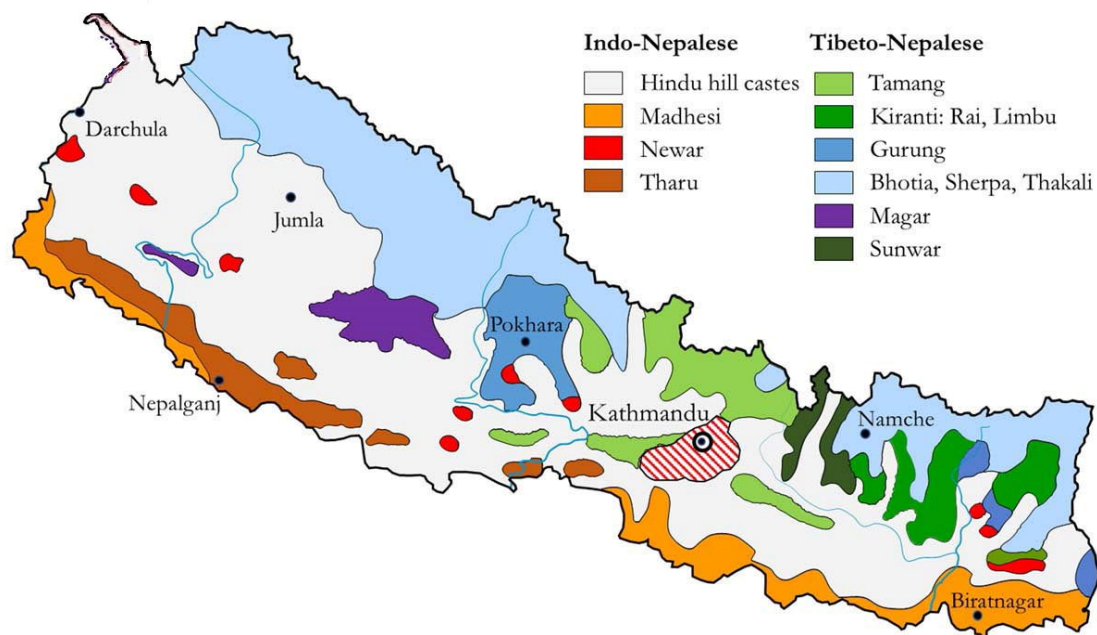 Indo-Nepalese
Hindu hill castes
Madhesi
Newar
Tharu
Tibeto-Nepalese
Tamang
Kiranti: Rai, Limbu
Gurung
Bhotia, Sherpa, Thakali
Magar
Sunwar
Darchula
Jumla
Pokhara
Nepalganj
Kathmandu
Namche
Biratnagar